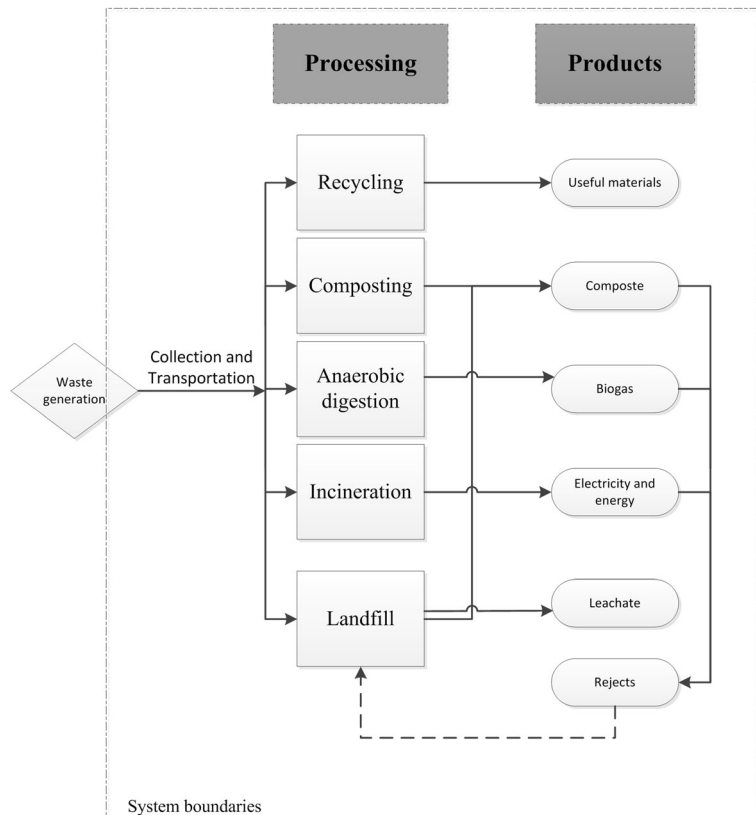 Processing
Products
Recycling
Useful materials
Composting
Composte
Collection and
Transportation
Waste
generation
Anaerobic
digestion
Biogas
Incineration
Electricity and
energy
Landfill
Leachate
Rejects
System boundaries